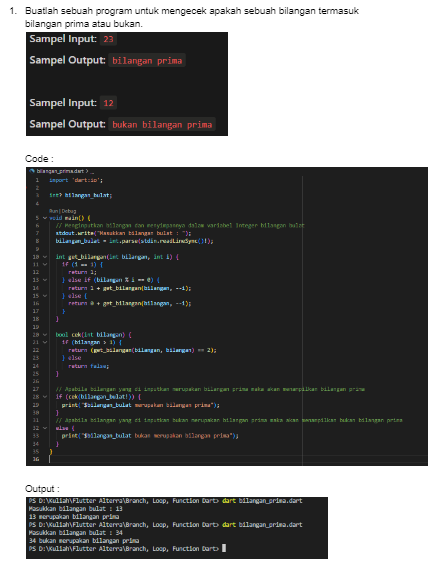 1. Buatlah sebuah program untuk mengecek apakah sebuah bilangan termasuk
bilangan prima atau bukan.
Sampel Input: 23
Sampel Output: bilangan prima
Sampel Input: 12
Sampel Output: bukan bilangan prima
Code :
bilangan_prima.dart > ...
1 import 'dart:io';
2
3 int? bilangan_bulat;
4
Run | Debug
5 void main() {
6 // Menginputkan bilangan dan menyimpannya dalam variabel integer bilangan bulat
7 stdout.write("Masukkan bilangan bulat : ");
8 bilangan_bulat = int.parse(stdin.readLineSync()!);
9
10 int get_bilangan(int bilangan, int i) {
11 if (i == 1) {
12 return 1;
13 } else if (bilangan % i == 0) {
14 return 1 + get_bilangan(bilangan, --i);
15 } else {
16 return 0 + get_bilangan(bilangan, --i);
17 }
18 }
19
20 bool cek(int bilangan) {
21 if (bilangan > 1) {
22 return (get_bilangan(bilangan, bilangan) == 2);
23 } else
24 return false;
25 }
26
27 // Apabila bilangan yang di inputkan merupakan bilangan prima maka akan menampilkan bilangan prima
28 if (cek(bilangan_bulat!)) {
29 print("$bilangan_bulat merupakan bilangan prima");
30 }
31 // Apabila bilangan yang di inputkan bukan merupakan bilangan prima maka akan menampilkan bukan bilangan prima
32 else {
33 print("$bilangan_bulat bukan merupakan bilangan prima");
34 }
35 }
36
Output :
PS D:\Kuliah\Flutter Alterra\Branch, Loop, Function Dart> dart bilangan_prima.dart
Masukkan bilangan bulat : 13
13 merupakan bilangan prima
PS D:\Kuliah\Flutter Alterra\Branch, Loop, Function Dart> dart bilangan_prima.dart
Masukkan bilangan bulat : 34
34 bukan merupakan bilangan prima
PS D:\Kuliah\Flutter Alterra\Branch, Loop, Function Dart>